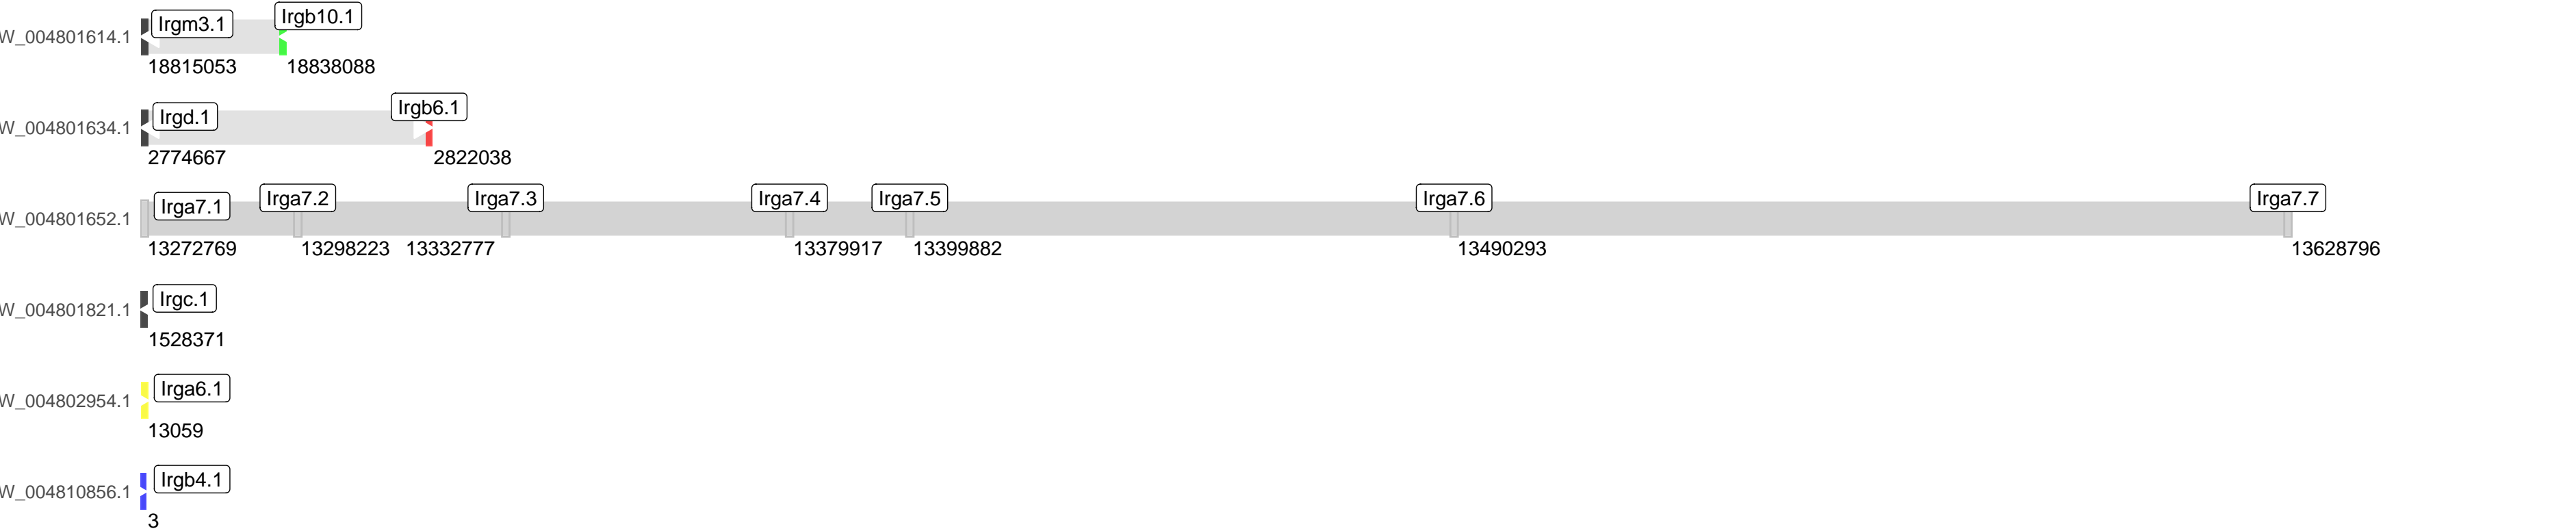 Irgm3.1 Irgb10.1
W_004801614.1
18815053 18838088
Irgd.1 Irgb6.1
W_004801634.1
2774667 2822038
Irga7.1 Irga7.2 Irga7.3 Irga7.4 Irga7.5 Irga7.6 Irga7.7
W_004801652.1
13272769 13298223 13332777 13379917 13399882 13490293 13628796
Irgc.1
W_004801821.1
1528371
Irga6.1
W_004802954.1
13059
Irgb4.1
W_004810856.1
3